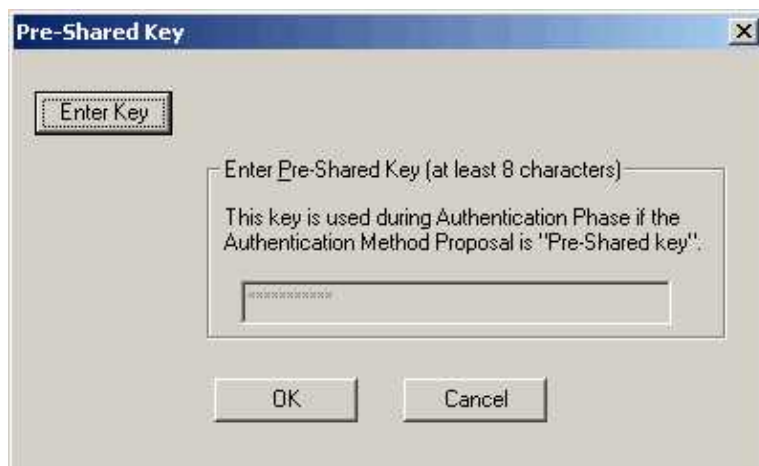 Pre-Shared Key
Enter Key
Enter Pre-Shared Key (at least 8 characters)
This key is used during Authentication Phase if the
Authentication Method Proposal is "Pre-Shared key".
***********
OK
Cancel